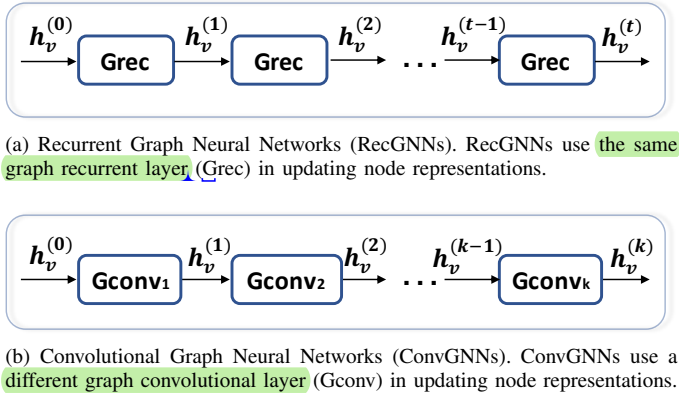 h_v^(0) h_v^(1) h_v^(2) h_v^(t-1) h_v^(t)
Grec Grec ... Grec
(a) Recurrent Graph Neural Networks (RecGNNs). RecGNNs use the same
graph recurrent layer (Grec) in updating node representations.
h_v^(0) h_v^(1) h_v^(2) h_v^(k-1) h_v^(k)
Gconv₁ Gconv₂ ... Gconvₖ
(b) Convolutional Graph Neural Networks (ConvGNNs). ConvGNNs use a
different graph convolutional layer (Gconv) in updating node representations.